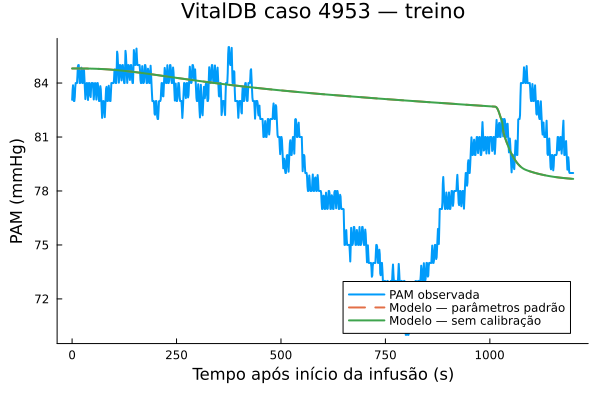 VitalDB caso 4953 — treino
PAM (mmHg)
84
81
78
75
72
PAM observada
Modelo — parâmetros padrão
Modelo — sem calibração
0
250
500
750
1000
Tempo após início da infusão (s)